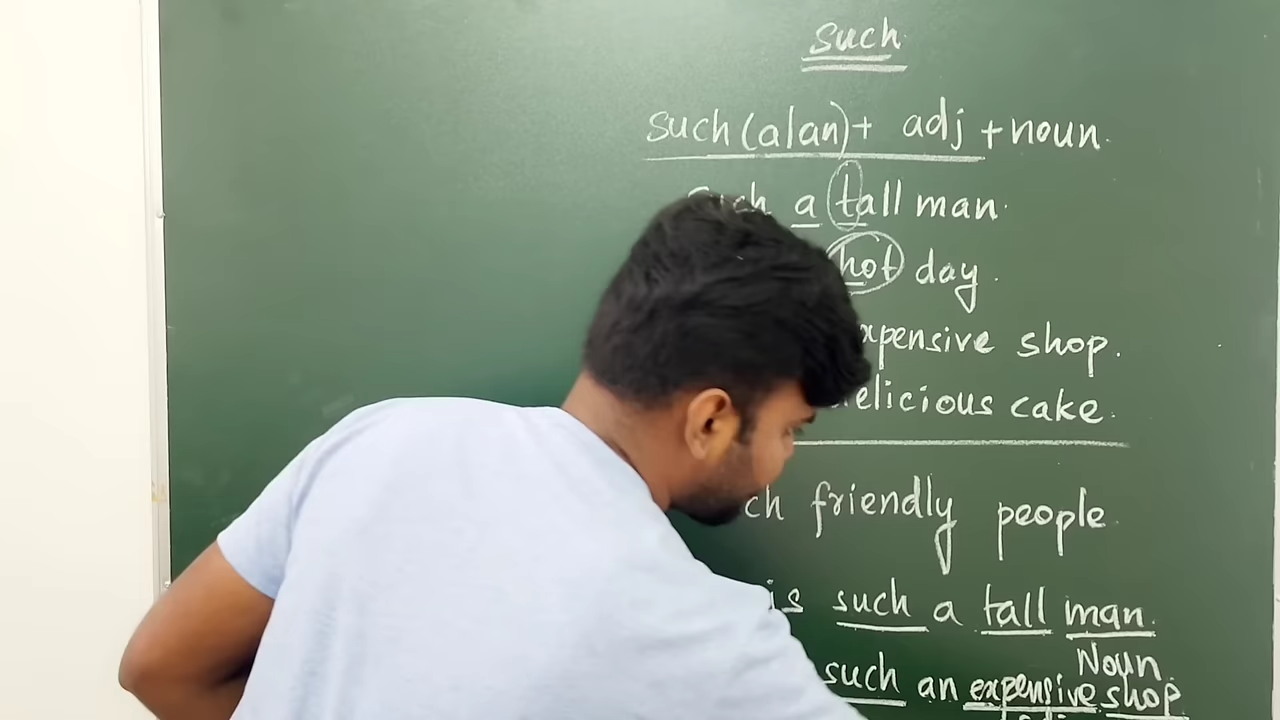 such
such (a/an) + adj + noun.
such a tall man.
hot day.
expensive shop.
delicious cake.
such friendly people.
is such a tall man.
Noun
such an expensive shop